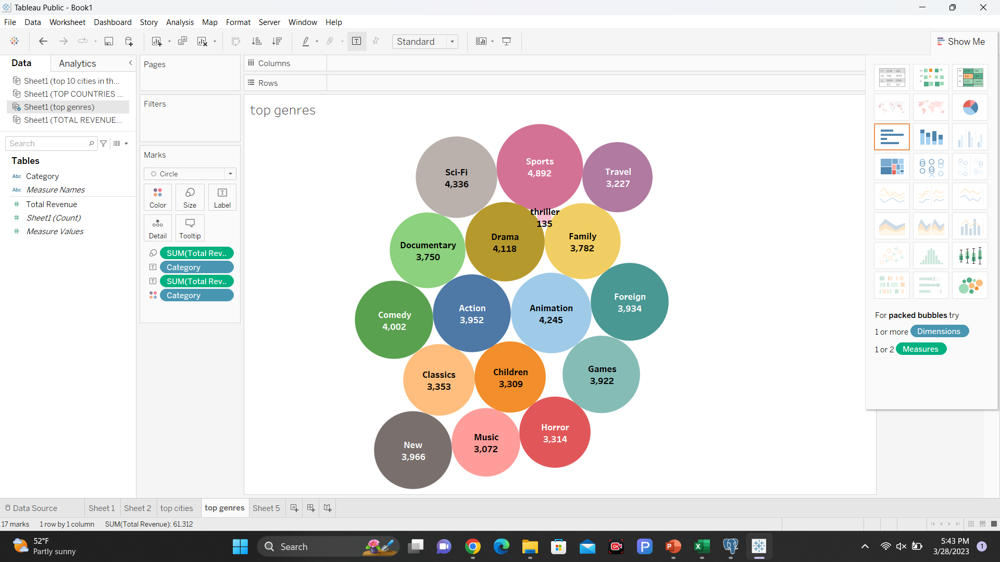 Tableau Public - Book1
File Data Worksheet Dashboard Story Analysis Map Format Server Window Help
Standard
Show Me
Data Analytics
Sheet1 (top 10 cities in th...
Sheet1 (TOP COUNTRIES ...
Sheet1 (top genres)
Sheet1 (TOTAL REVENUE...
Search
Tables
Abc Category
Abc Measure Names
Total Revenue
Sheet1 (Count)
Measure Values
Pages
Filters
Marks
Circle
Color Size Label
Detail Tooltip
SUM(Total Rev..
Category
SUM(Total Rev..
Category
Columns
Rows
top genres
Sci-Fi
4,336
Sports
4,892
Travel
3,227
thriller
135
Documentary
3,750
Drama
4,118
Family
3,782
Comedy
4,002
Action
3,952
Animation
4,245
Foreign
3,934
Classics
3,353
Children
3,309
Games
3,922
New
3,966
Music
3,072
Horror
3,314
For packed bubbles try
1 or more Dimensions
1 or 2 Measures
Data Source Sheet 1 Sheet 2 top cities top genres Sheet 5
17 marks 1 row by 1 column SUM(Total Revenue): 61,312
52°F
Partly sunny
Search
5:43 PM
3/28/2023
1